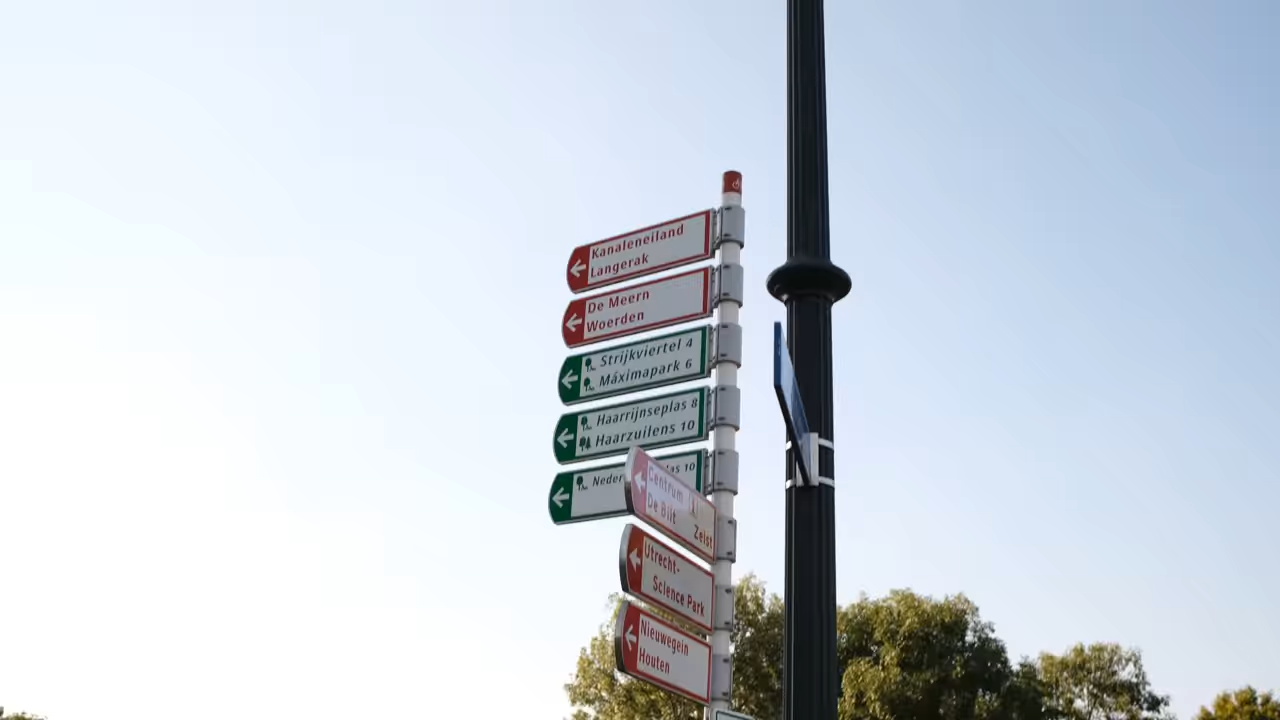 Kanaleneiland
Langerak
De Meern
Woerden
Strijkviertel 4
Máximapark 6
Haarrijnseplas 8
Haarzuilens 10
10
Centrum
De Bilt
Zeist
Utrecht-
Science Park
Nieuwegein
Houten